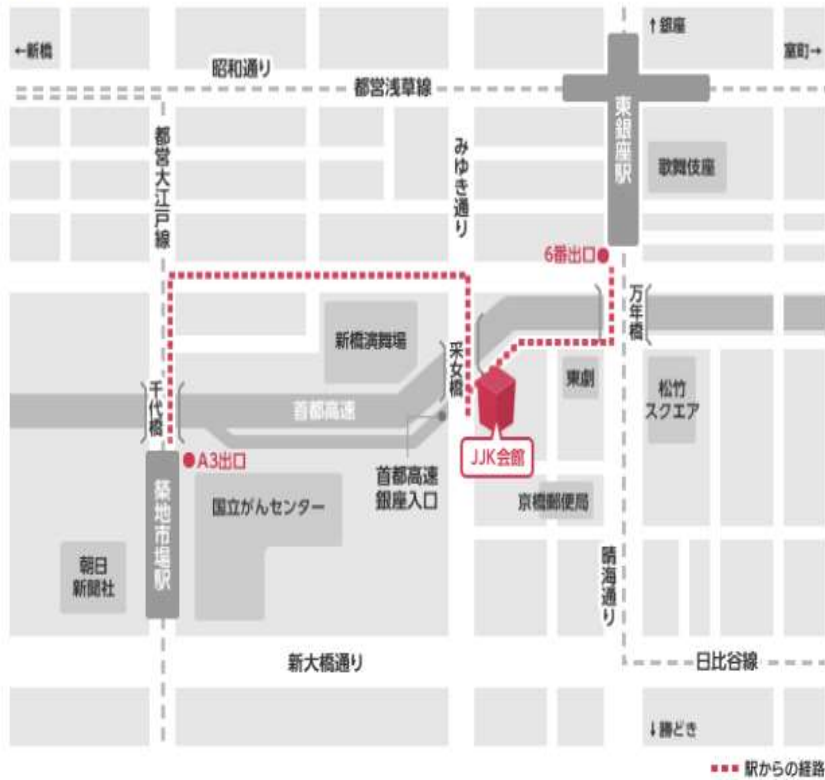 ↑銀座
←新橋
室町→
昭和通り
都営浅草線
東銀座駅
都営大江戸線
みゆき通り
歌舞伎座
6番出口
万年橋
新橋演舞場
采女橋
東劇
松竹
スクエア
千代橋
首都高速
JJK会館
A3出口
首都高速
銀座入口
築地市場駅
国立がんセンター
京橋郵便局
朝日
新聞社
晴海通り
新大橋通り
日比谷線
↓勝どき
駅からの経路